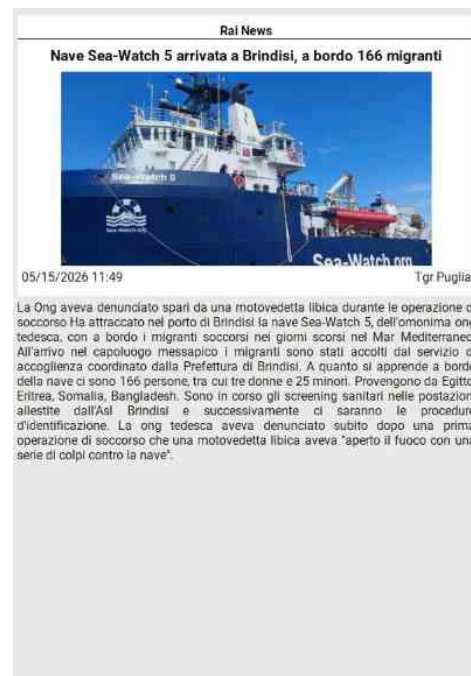 Rai News
Nave Sea-Watch 5 arrivata a Brindisi, a bordo 166 migranti
Sea-Watch 5
Sea-Watch.org
05/15/2026 11:49
Tgr Puglia
La Ong aveva denunciato spari da una motovedetta libica durante le operazione d
soccorso Ha attraccato nel porto di Brindisi la nave Sea-Watch 5, dell'omonima ong
tedesca, con a bordo i migranti soccorsi nei giorni scorsi nel Mar Mediterraneo
All'arrivo nel capoluogo messapico i migranti sono stati accolti dal servizio d
accoglienza coordinato dalla Prefettura di Brindisi. A quanto si apprende a bordo
della nave ci sono 166 persone, tra cui tre donne e 25 minori. Provengono da Egitto
Eritrea, Somalia, Bangladesh. Sono in corso gli screening sanitari nelle postazion
allestite dall'Asl Brindisi e successivamente ci saranno le procedure
d'identificazione. La ong tedesca aveva denunciato subito dopo una prima
operazione di soccorso che una motovedetta libica aveva "aperto il fuoco con una
serie di colpi contro la nave".